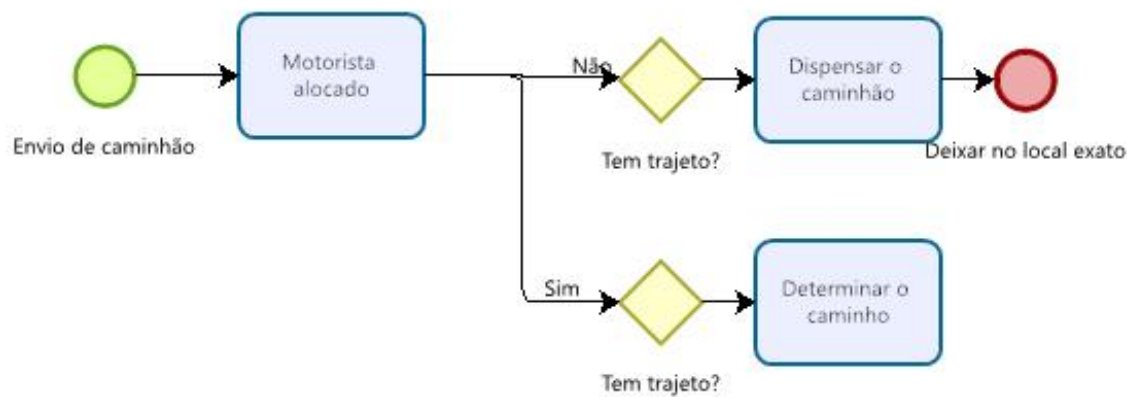 Envio de caminhão
Motorista
alocado
Não
Tem trajeto?
Dispensar o
caminhão
Deixar no local exato
Sim
Tem trajeto?
Determinar o
caminho